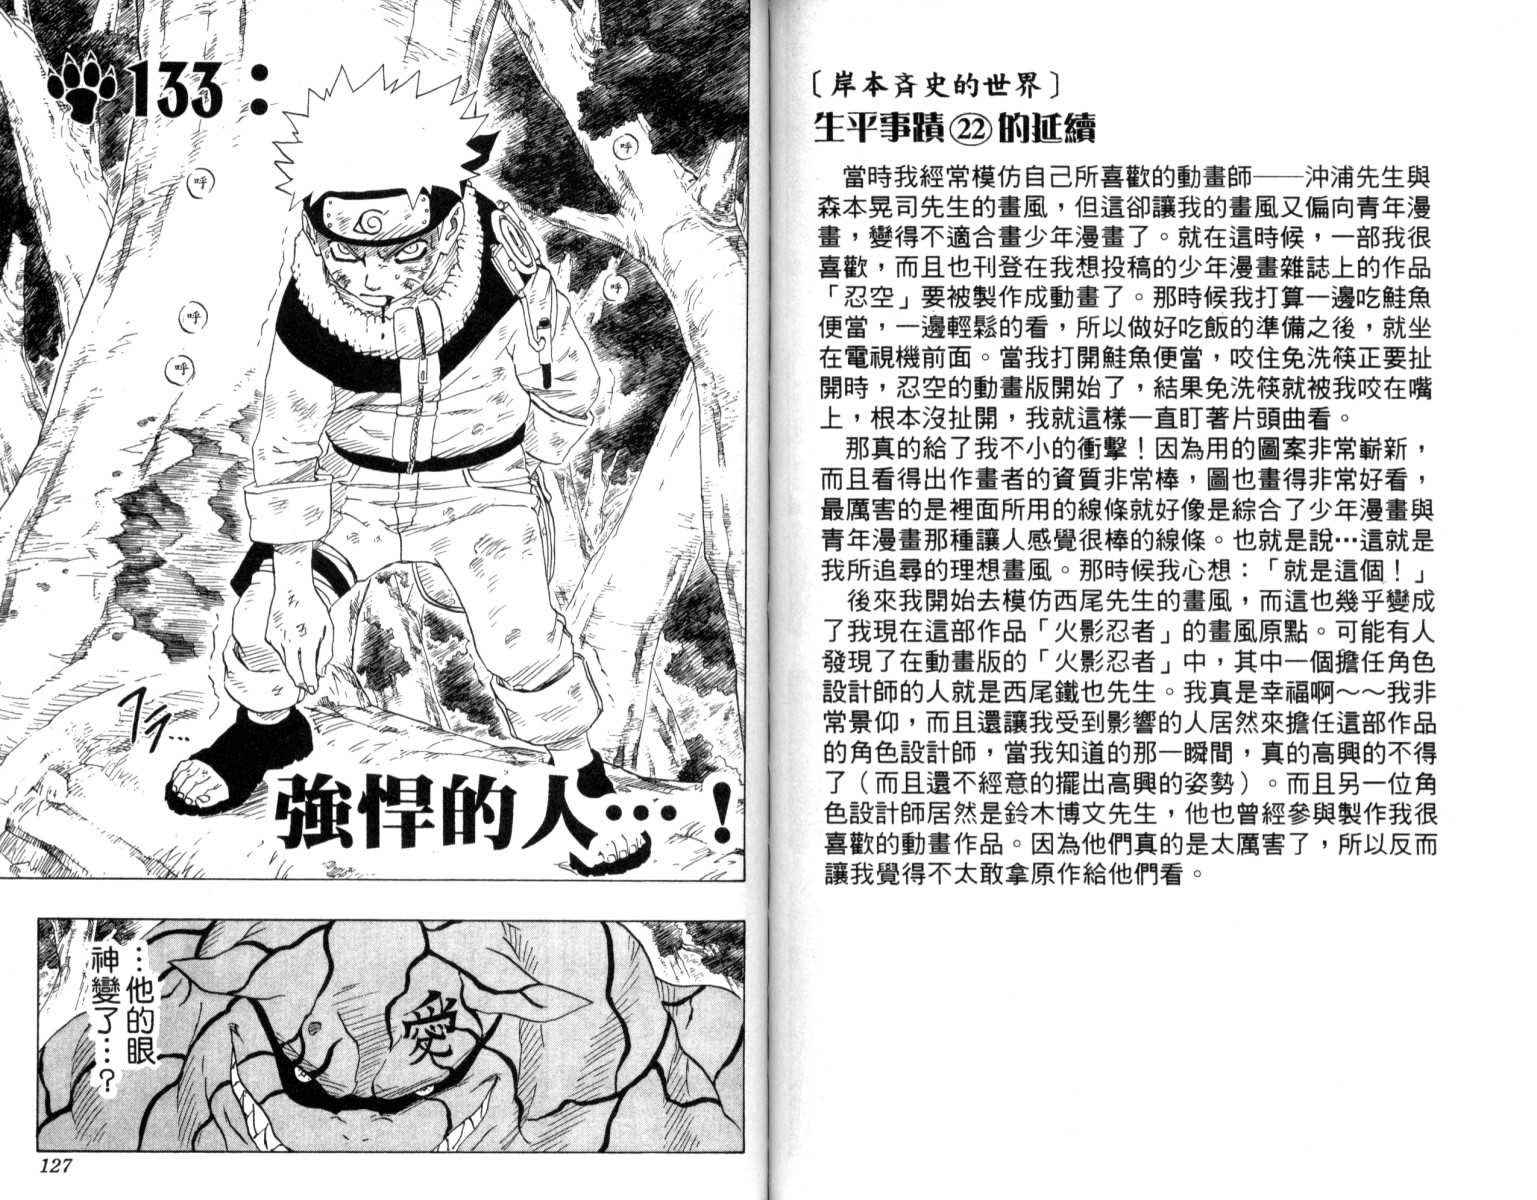 〔岸本斉史的世界〕
生平事蹟㉒的延續
當時我經常模仿自己所喜歡的動畫師──沖浦先生與
森本晃司先生的畫風，但這卻讓我的畫風又偏向青年漫
畫，變得不適合畫少年漫畫了。就在這時候，一部我很
喜歡，而且也刊登在我想投稿的少年漫畫雜誌上的作品
「忍空」要被製作成動畫了。那時候我打算一邊吃鮭魚
便當，一邊輕鬆的看，所以做好吃飯的準備之後，就坐
在電視機前面。當我打開鮭魚便當，咬住免洗筷正要扯
開時，忍空的動畫版開始了，結果免洗筷就被我咬在嘴
上，根本沒扯開，我就這樣一直盯著片頭曲看。
那真的給了我不小的衝擊！因為用的圖案非常嶄新，
而且看得出作畫者的資質非常棒，圖也畫得非常好看，
最厲害的是裡面所用的線條就好像是綜合了少年漫畫與
青年漫畫那種讓人感覺很棒的線條。也就是說…這就是
我所追尋的理想畫風。那時候我心想：「就是這個！」
後來我開始去模仿西尾先生的畫風，而這也幾乎變成
了我現在這部作品「火影忍者」的畫風原點。可能有人
發現了在動畫版的「火影忍者」中，其中一個擔任角色
設計師的人就是西尾鐵也先生。我真是幸福啊～～我非
常景仰，而且還讓我受到影響的人居然來擔任這部作品
的角色設計師，當我知道的那一瞬間，真的高興的不得
了（而且還不經意的擺出高興的姿勢）。而且另一位角
色設計師居然是鈴木博文先生，他也曾經參與製作我很
喜歡的動畫作品。因為他們真的是太厲害了，所以反而
讓我覺得不太敢拿原作給他們看。
133：
呼
呼
呼
呼
呼
フラ…
強悍的人…！
…他的眼
神變了…？
愛
127